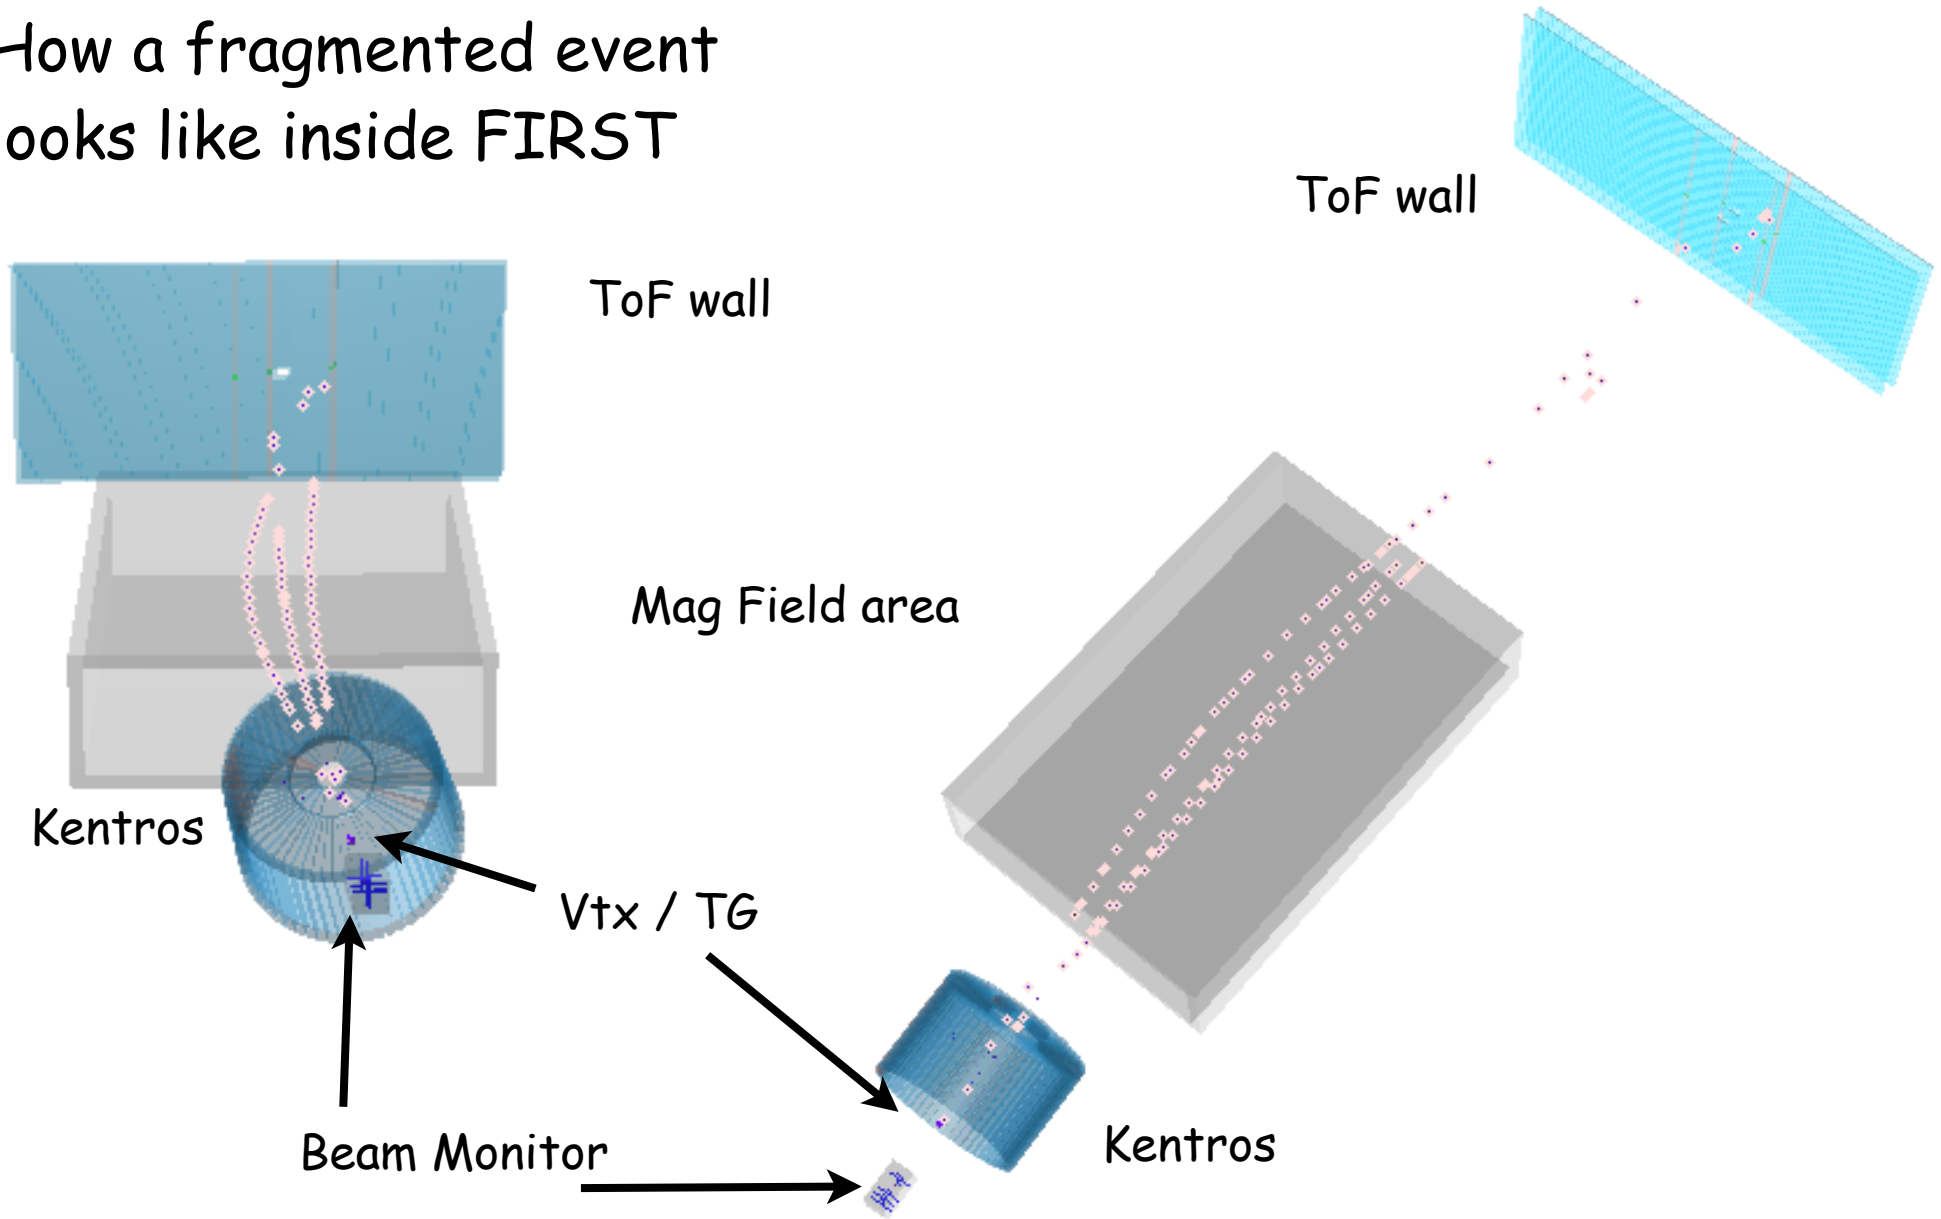 How a fragmented event
ooks like inside FIRST
ToF wall
ToF wall
Mag Field area
Kentros
Vtx / TG
Beam Monitor
Kentros